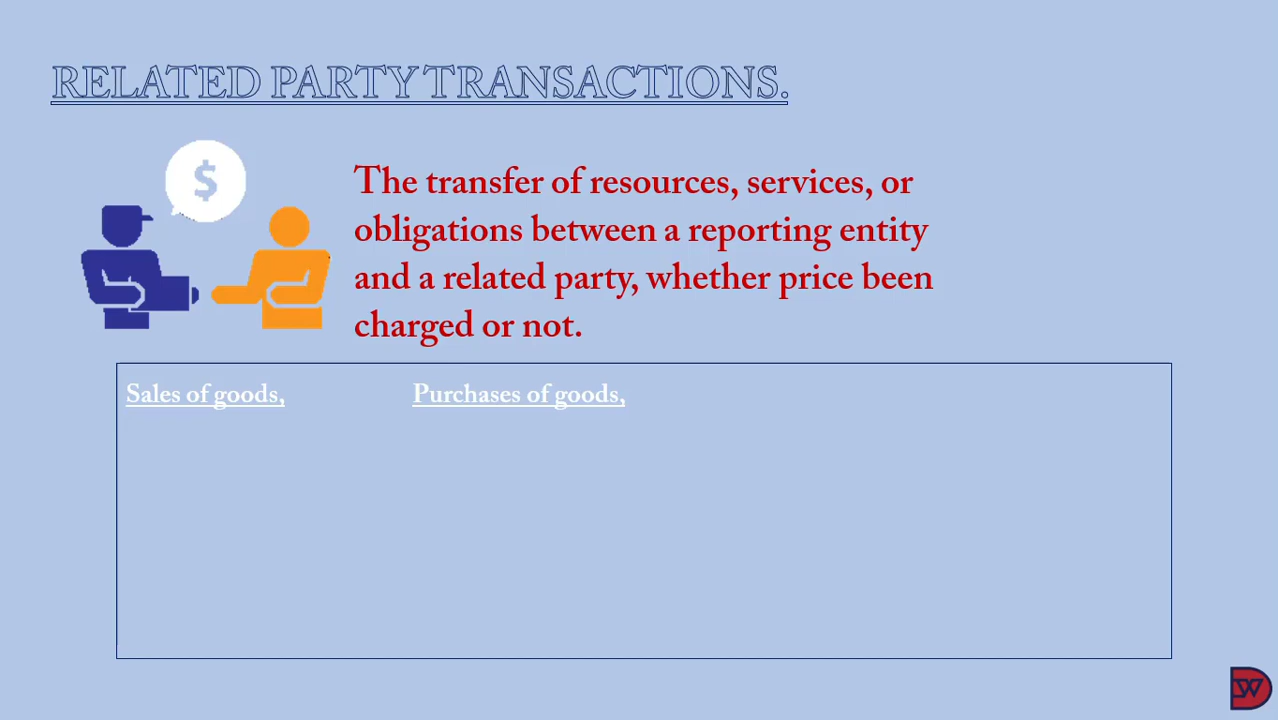 RELATED PARTY TRANSACTIONS.
$
The transfer of resources, services, or
obligations between a reporting entity
and a related party, whether price been
charged or not.
Sales of goods, Purchases of goods,
DW